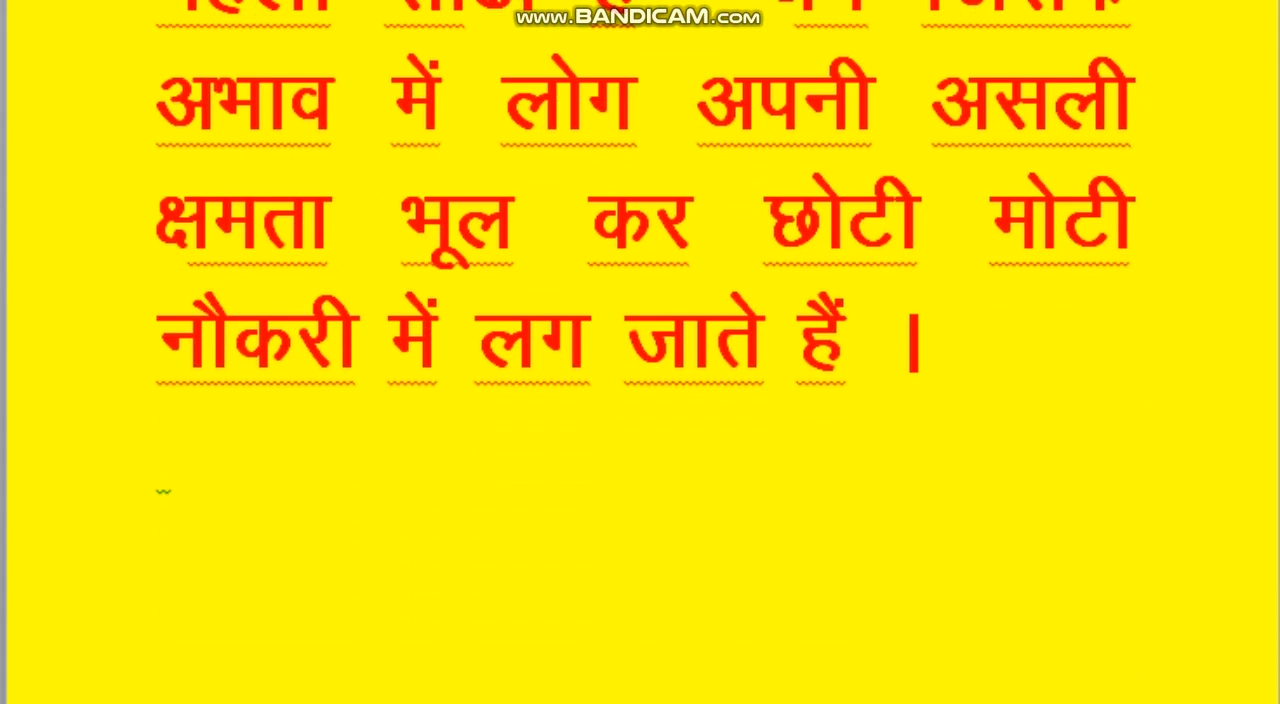 www.BANDICAM.com
अभाव में लोग अपनी असली
क्षमता भूल कर छोटी मोटी
नौकरी में लग जाते हैं ।